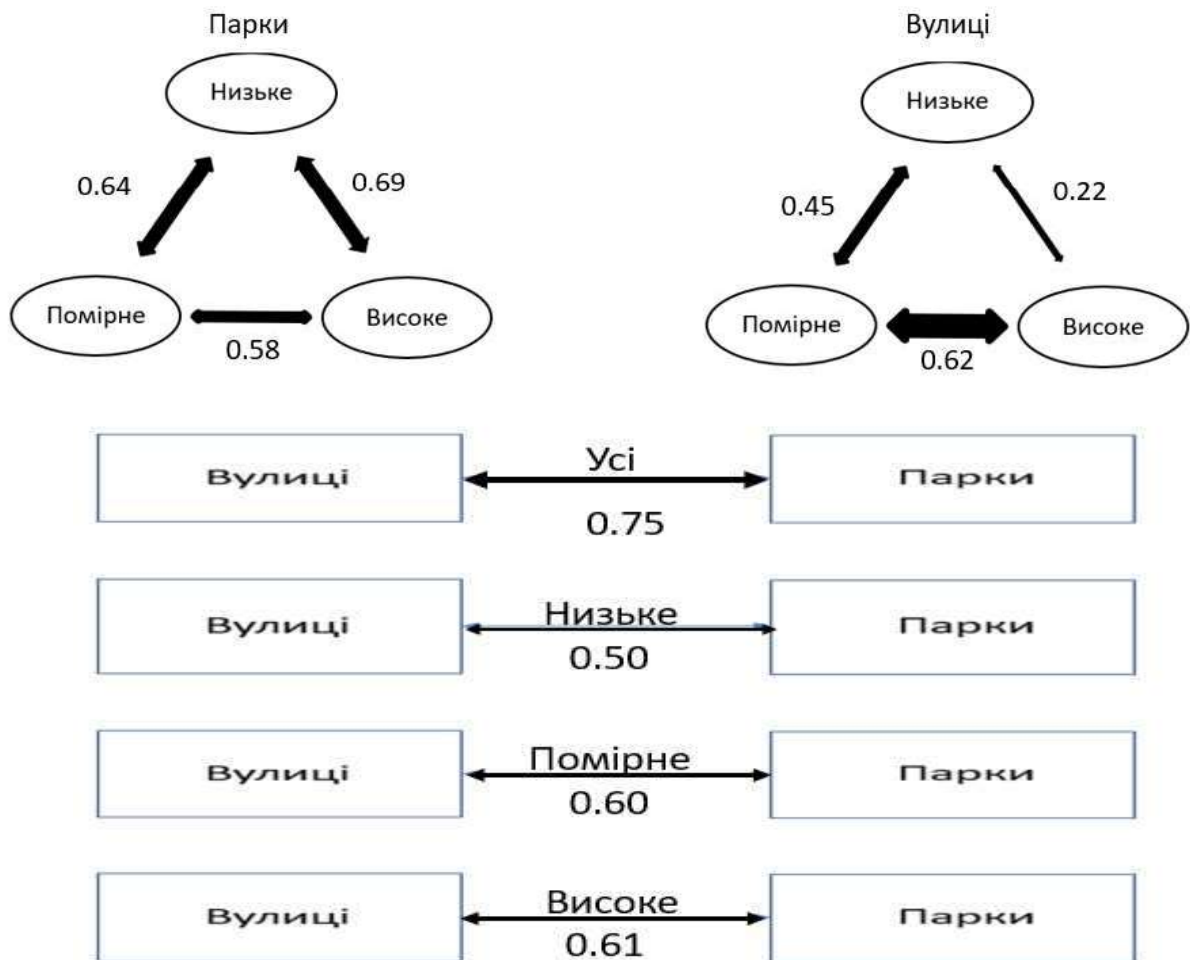 Парки
Вулиці
Низьке
Низьке
0.64
0.69
0.45
0.22
Помірне
Високе
Помірне
Високе
0.58
0.62
Вулиці
Усі
Парки
0.75
Вулиці
Низьке
Парки
0.50
Вулиці
Помірне
Парки
0.60
Вулиці
Високе
Парки
0.61